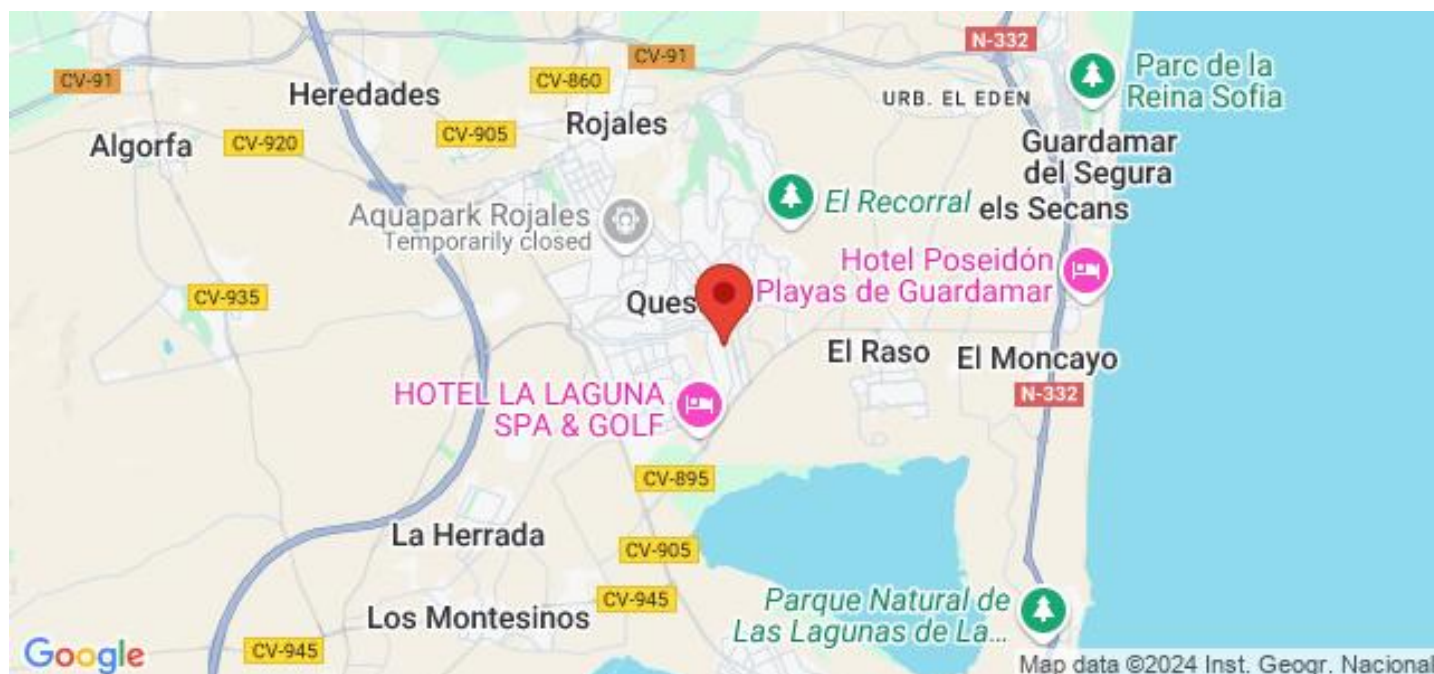 N-332
CV-91
CV-91
CV-860
Parc de la
Reina Sofia
Heredades
URB. EL EDEN
Rojales
CV-905
Algorfa
CV-920
Guardamar
del Segura
El Recorral
els Secans
Aquapark Rojales
Temporarily closed
Hotel Poseidón
Playas de Guardamar
CV-935
Ques
El Raso
El Moncayo
HOTEL LA LAGUNA
SPA & GOLF
N-332
CV-895
La Herrada
CV-905
CV-945
Los Montesinos
Parque Natural de
Las Lagunas de La...
CV-945
Google
Map data ©2024 Inst. Geogr. Nacional